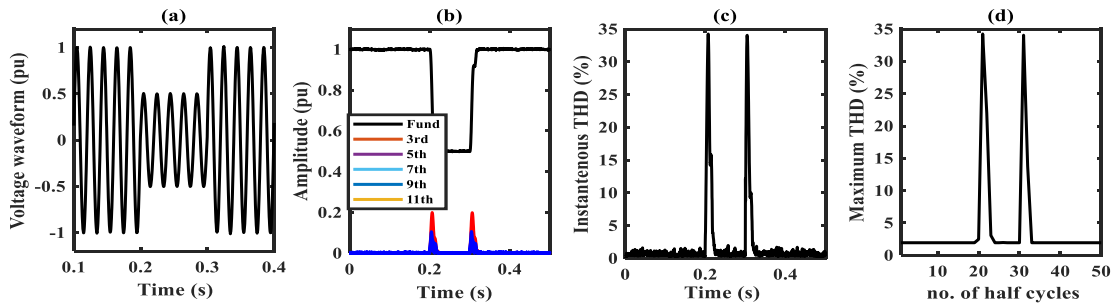 (a)
Voltage waveform (pu)
1
0.5
0
-0.5
-1
0.1 0.2 0.3 0.4
Time (s)
(b)
Amplitude (pu)
1
0.8
0.6
0.4
0.2
0
Fund
3rd
5th
7th
9th
11th
0 0.2 0.4
Time (s)
(c)
Instantenous THD (%)
35
30
25
20
15
10
5
0
0 0.2 0.4
Time (s)
(d)
Maximum THD (%)
35
30
25
20
15
10
5
0
10 20 30 40 50
no. of half cycles